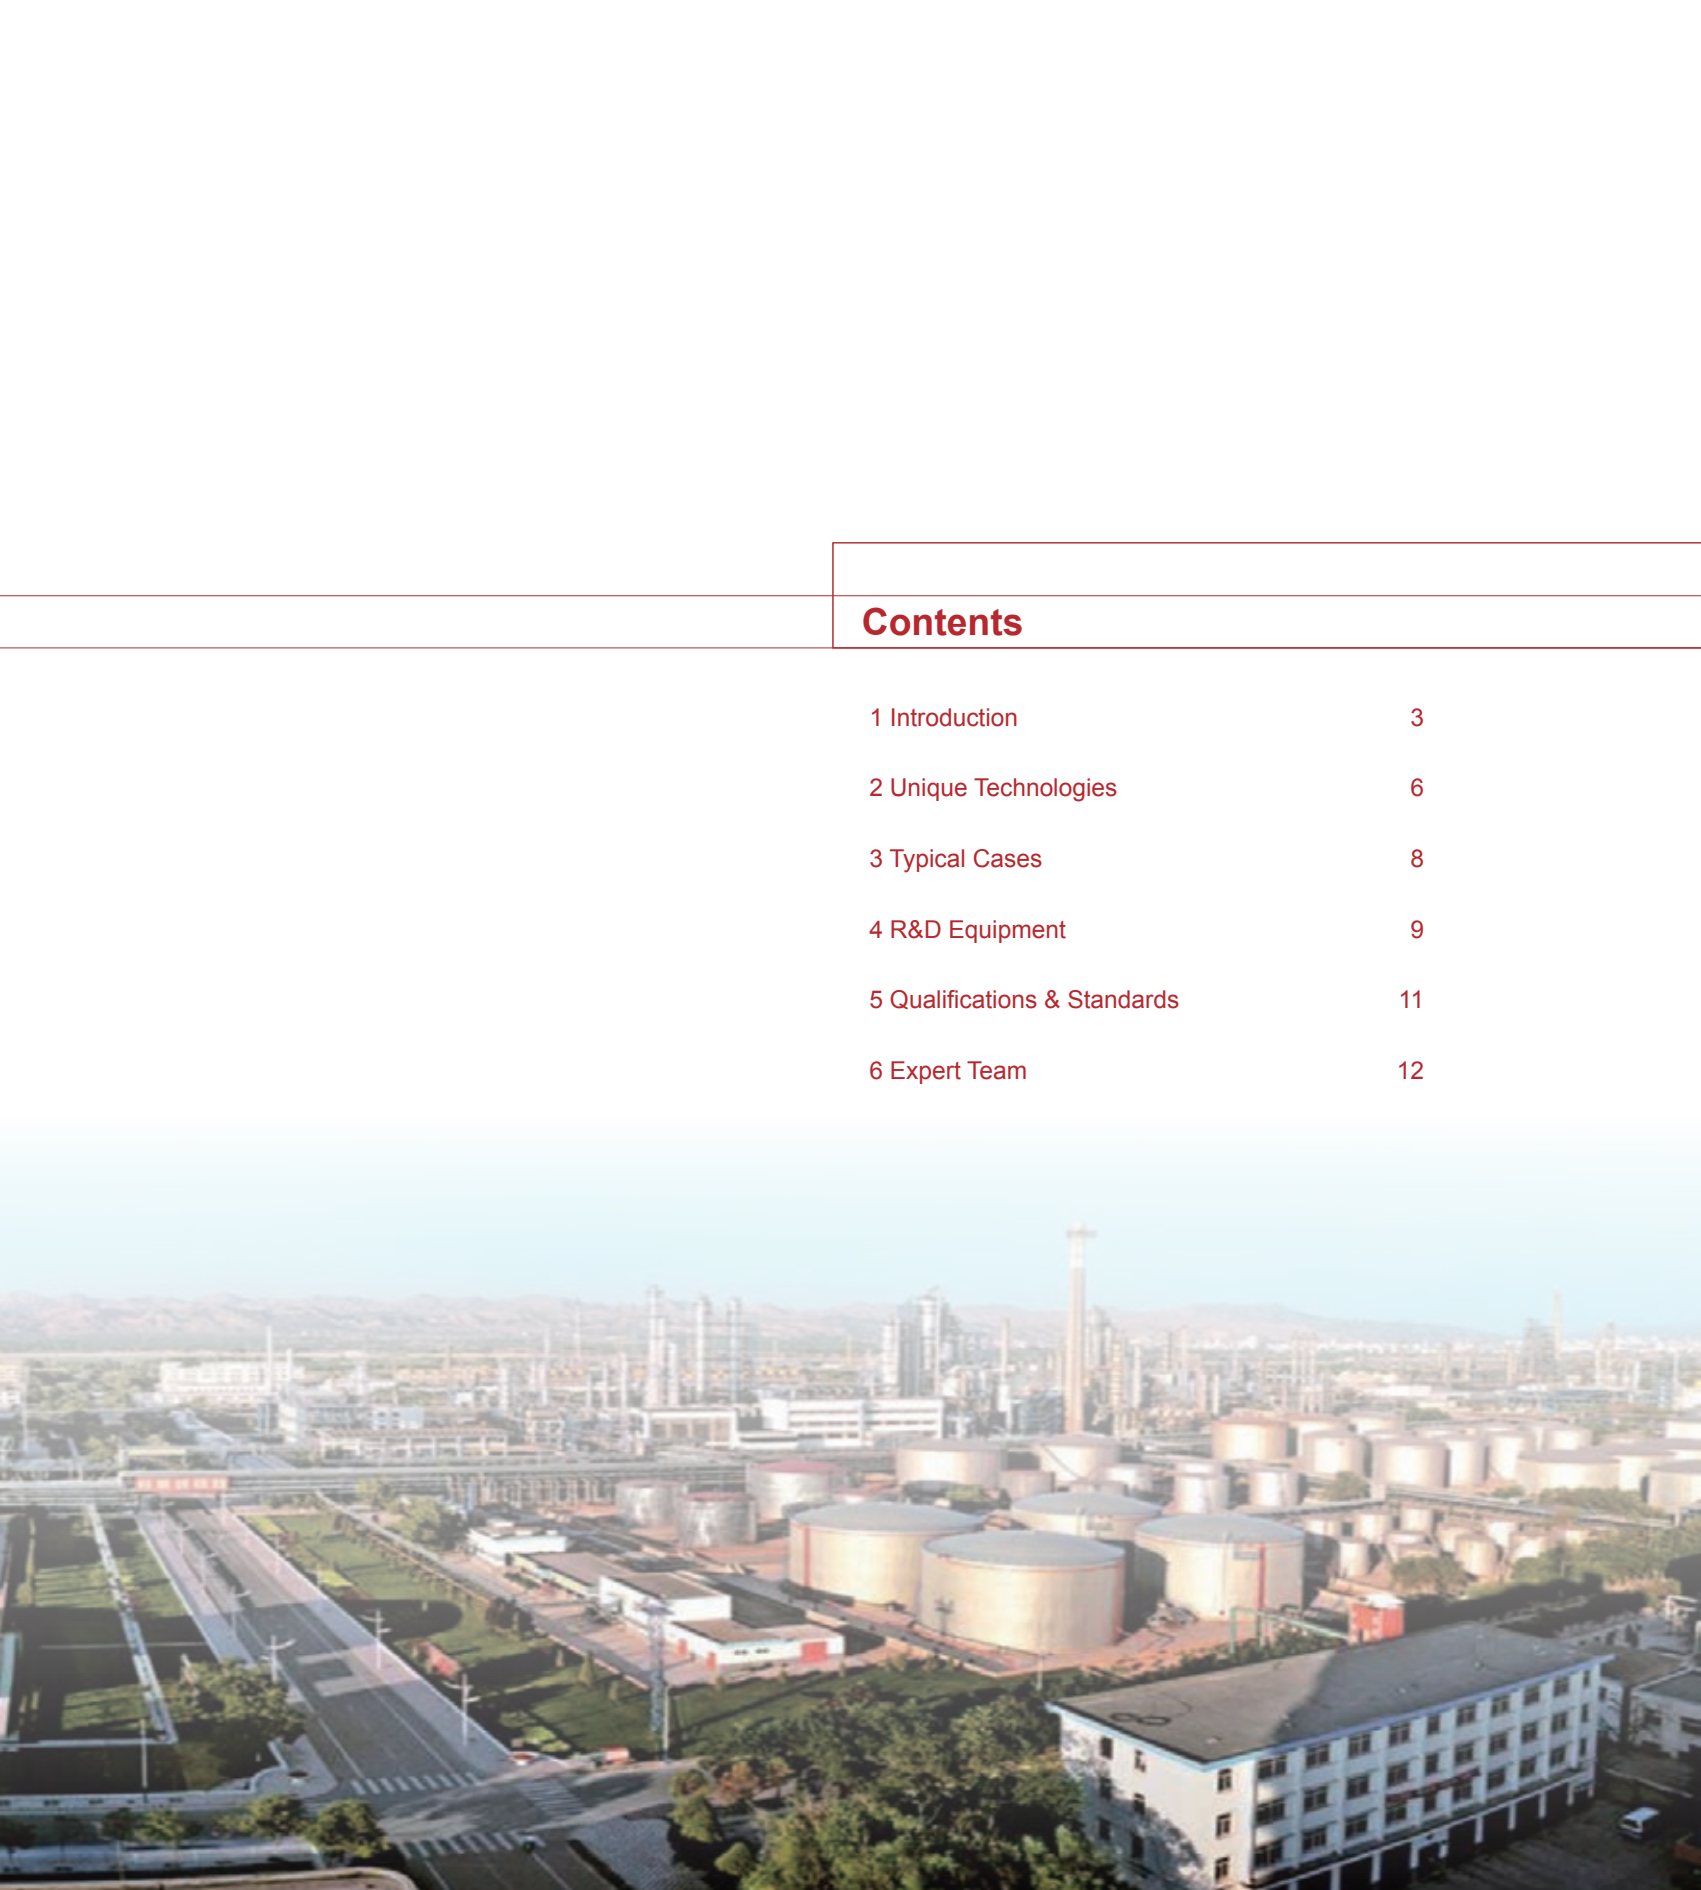 Contents
1 Introduction 3
2 Unique Technologies 6
3 Typical Cases 8
4 R&D Equipment 9
5 Qualifications & Standards 11
6 Expert Team 12